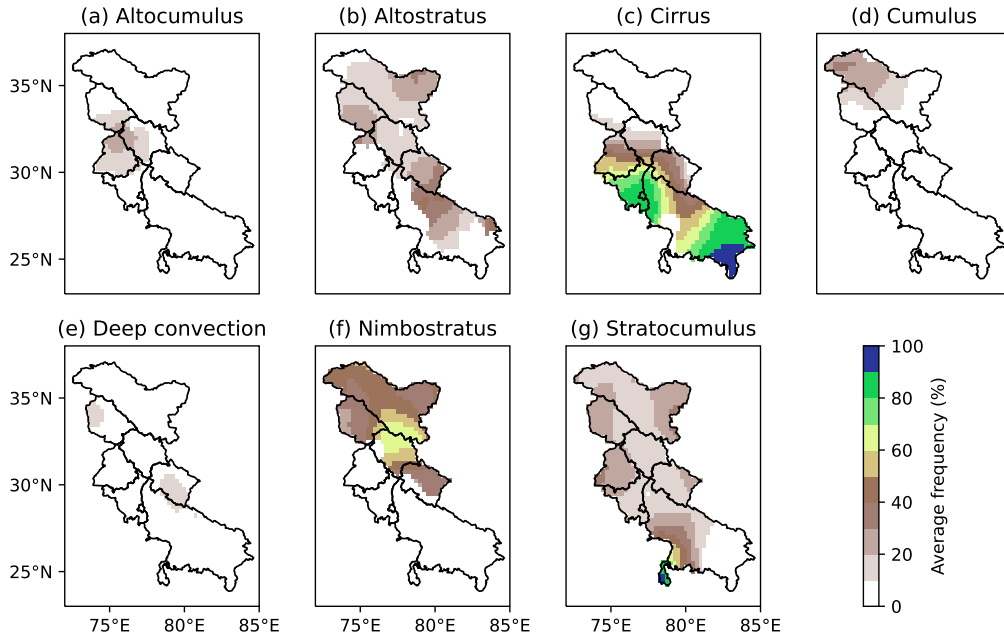 (a) Altocumulus
(b) Altostratus
(c) Cirrus
(d) Cumulus
35°N
30°N
25°N
(e) Deep convection
(f) Nimbostratus
(g) Stratocumulus
35°N
30°N
25°N
75°E 80°E 85°E
75°E 80°E 85°E
75°E 80°E 85°E
100
80
60
40
20
0
Average frequency (%)